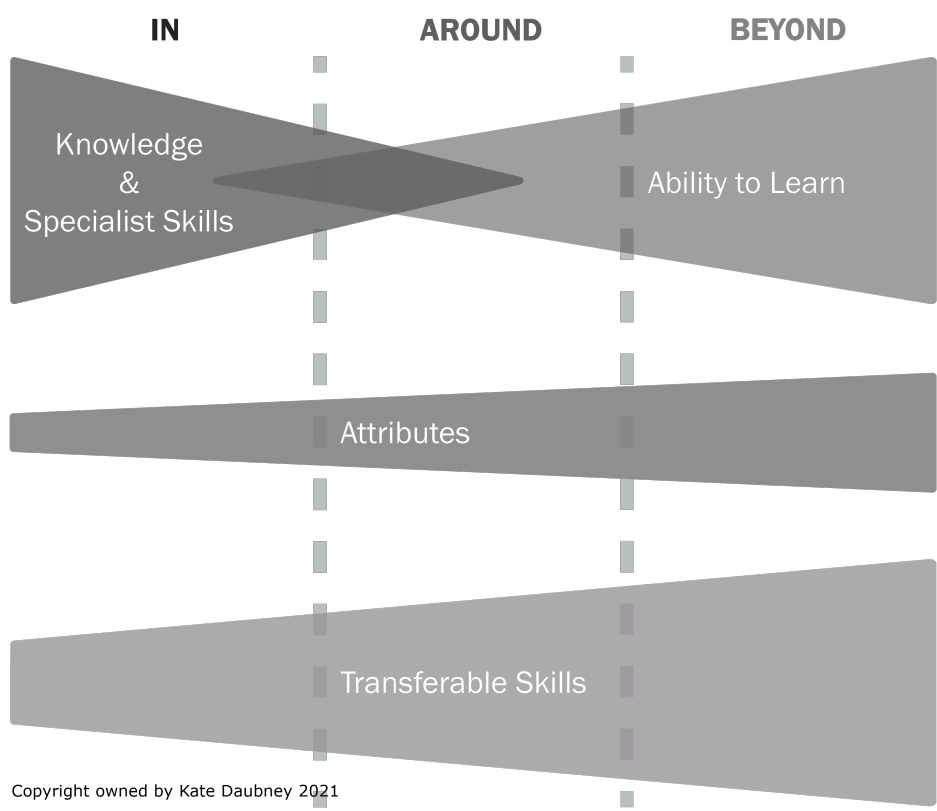 IN
AROUND
BEYOND
Knowledge
&
Specialist Skills
Ability to Learn
Attributes
Transferable Skills
Copyright owned by Kate Daubney 2021